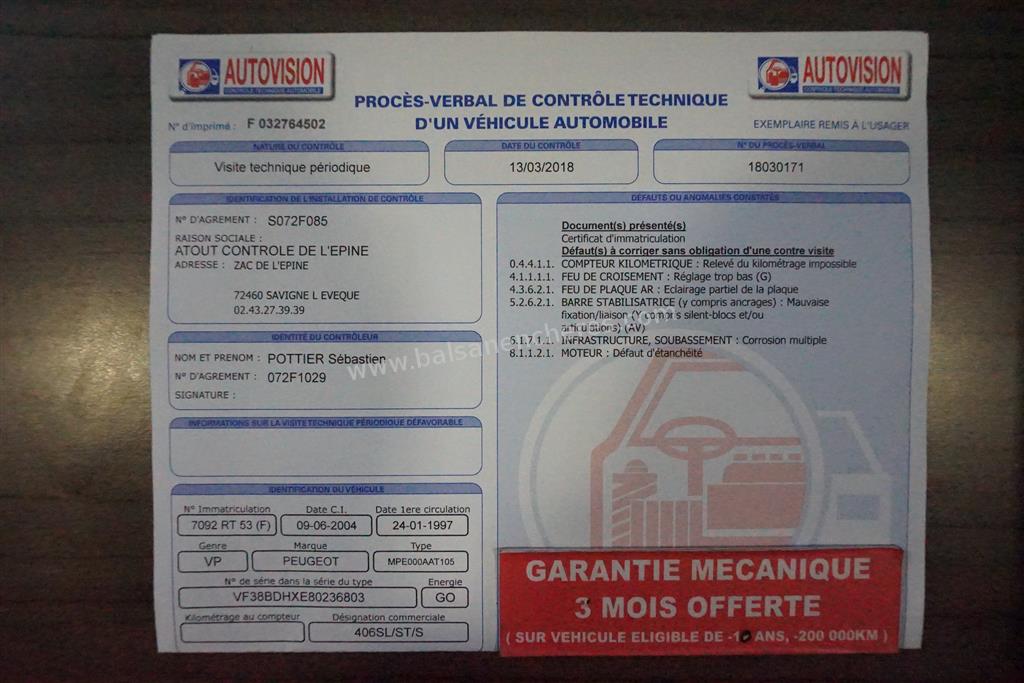 AUTOVISION
CONTROLE TECHNIQUE AUTOMOBILE
AUTOVISION
CONTROLE TECHNIQUE AUTOMOBILE
PROCÈS-VERBAL DE CONTRÔLE TECHNIQUE
D'UN VÉHICULE AUTOMOBILE
N° d'imprimé : F 032764502
EXEMPLAIRE REMIS À L'USAGER
NATURE DU CONTRÔLE
Visite technique périodique
DATE DU CONTRÔLE
13/03/2018
N° DU PROCÈS-VERBAL
18030171
IDENTIFICATION DE L'INSTALLATION DE CONTRÔLE
N° D'AGREMENT : S072F085
RAISON SOCIALE :
ATOUT CONTROLE DE L'EPINE
ADRESSE : ZAC DE L'EPINE
72460 SAVIGNE L EVEQUE
02.43.27.39.39
IDENTITÉ DU CONTRÔLEUR
NOM ET PRENOM : POTTIER Sébastien
N° D'AGREMENT : 072F1029
SIGNATURE :
INFORMATIONS SUR LA VISITE TECHNIQUE PÉRIODIQUE DÉFAVORABLE
IDENTIFICATION DU VÉHICULE
N° Immatriculation Date C.I. Date 1ere circulation
7092 RT 53 (F) 09-06-2004 24-01-1997
Genre Marque Type
VP PEUGEOT MPE000AAT105
N° de série dans la série du type Energie
VF38BDHXE80236803 GO
Kilométrage au compteur Désignation commerciale
406SL/ST/S
DÉFAUTS OU ANOMALIES CONSTATÉS
Document(s) présenté(s)
Certificat d'immatriculation
Défaut(s) à corriger sans obligation d'une contre visite
0.4.4.1.1. COMPTEUR KILOMETRIQUE : Relevé du kilométrage impossible
4.1.1.1.1. FEU DE CROISEMENT : Réglage trop bas (G)
4.3.6.2.1. FEU DE PLAQUE AR : Eclairage partiel de la plaque
5.2.6.2.1. BARRE STABILISATRICE (y compris ancrages) : Mauvaise
fixation/liaison (Y compris silent-blocs et/ou
articulations) (AV)
6.1.7.1.1. INFRASTRUCTURE, SOUBASSEMENT : Corrosion multiple
8.1.1.2.1. MOTEUR : Défaut d'étanchéité
www.balsanencheres.com
GARANTIE MECANIQUE
3 MOIS OFFERTE
( SUR VEHICULE ELIGIBLE DE -10 ANS, -200 000KM )